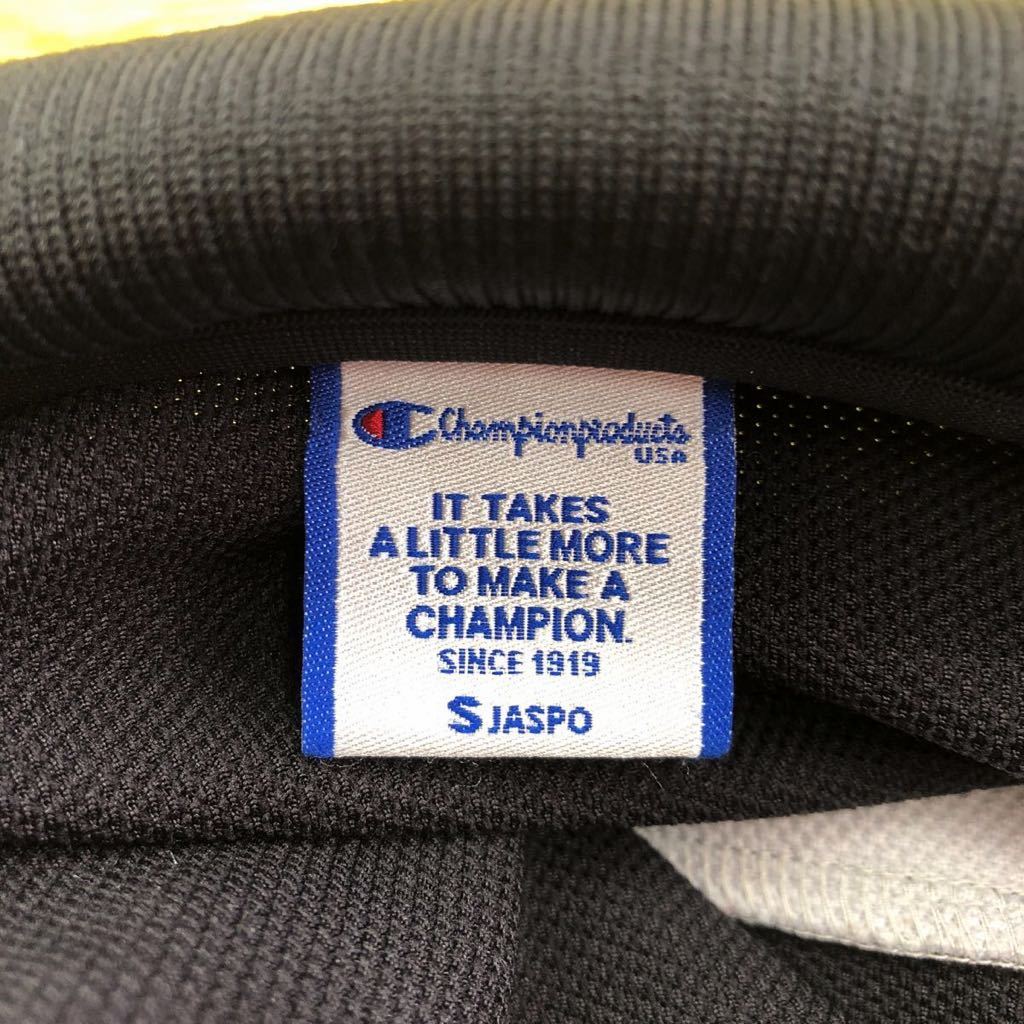 Championproducts
USA
IT TAKES
A LITTLE MORE
TO MAKE A
CHAMPION.
SINCE 1919
S JASPO